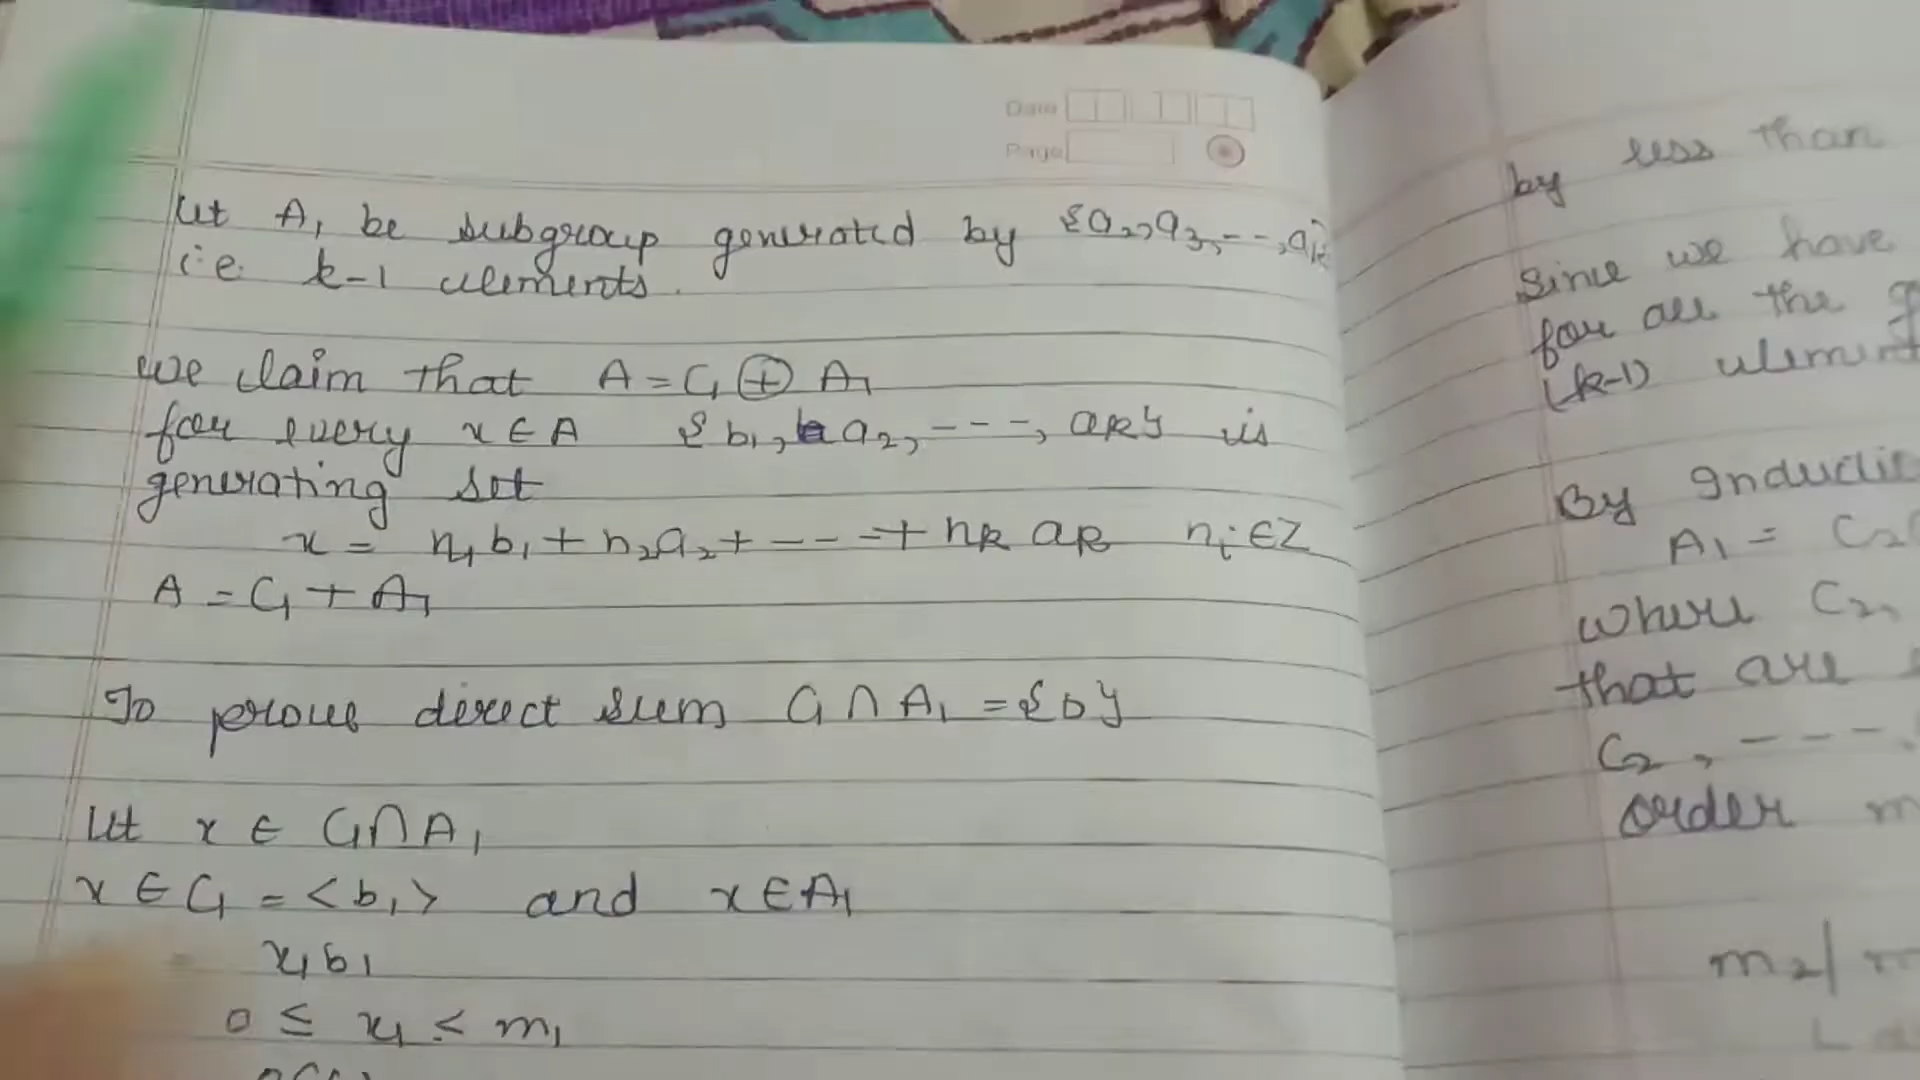 Date
Page
Let A₁ be subgroup generated by {a₂, a₃, ---, aₖ}
i.e. k-1 elements.
we claim that A = C₁ ⊕ A₁
for every x ∈ A {b₁, a₂, ---, aₖ} is
generating set
x = n₁b₁ + n₂a₂ + --- + nₖ aₖ nᵢ ∈ Z
A = C₁ + A₁
To prove direct sum C₁ ∩ A₁ = {0}
Let x ∈ C₁ ∩ A₁
x ∈ C₁ = <b₁> and x ∈ A₁
x₁b₁
0 ≤ x₁ < m₁
by less than
Since we have
for all the
(k-1)
By
A₁ = C₂
where C₂,
that are
C₂, ---
order m
m₂|